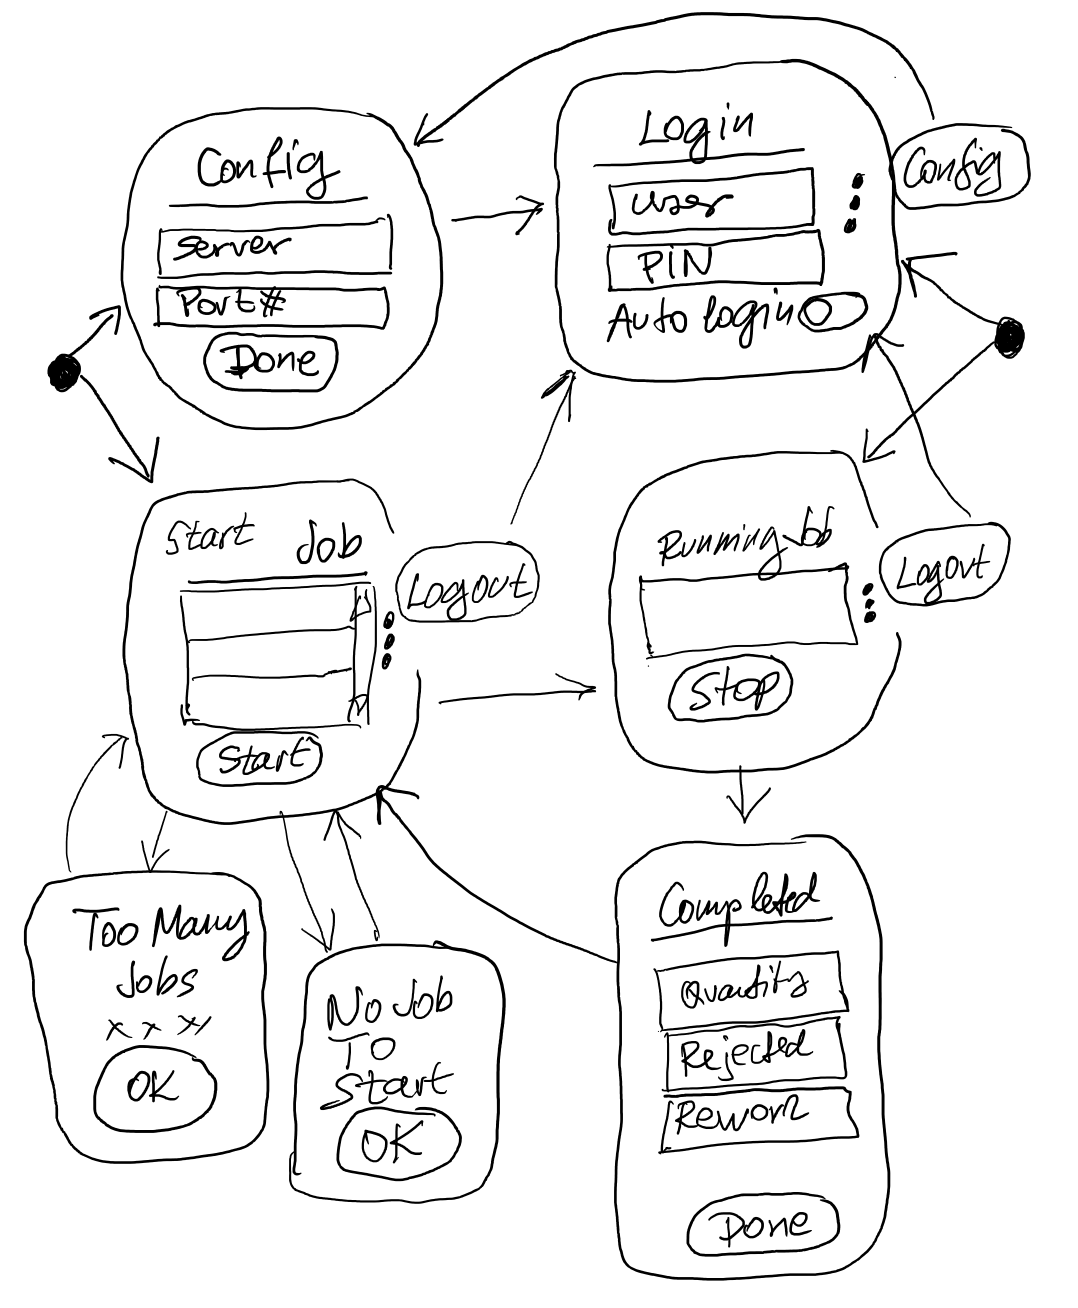 Config
Server
Port#
Done
Login
User
PIN
Auto login
Config
Start Job
Start
Logout
Running Job
Stop
Logout
Too Many
Jobs
xxx
OK
No Job
To
Start
OK
Completed
Quantity
Rejected
Rework
Done